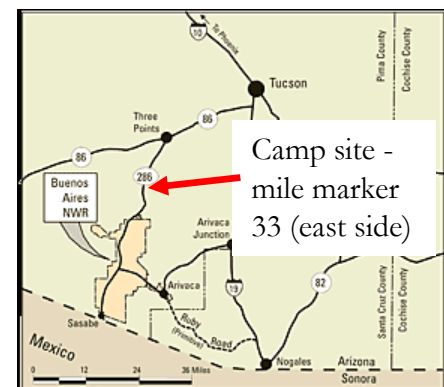 To Phoenix
10
Tucson
Pima County
Cochise County
Three
Points
86
86
286
Camp site -
mile marker
33 (east side)
Buenos
Aires
NWR
Arivaca
Junction
Arivaca
19
82
Santa Cruz County
Cochise County
Sasabe
Ruby
(Primitive)
Road
Mexico
Nogales
Arizona
Sonora
0 12 24 36 Miles